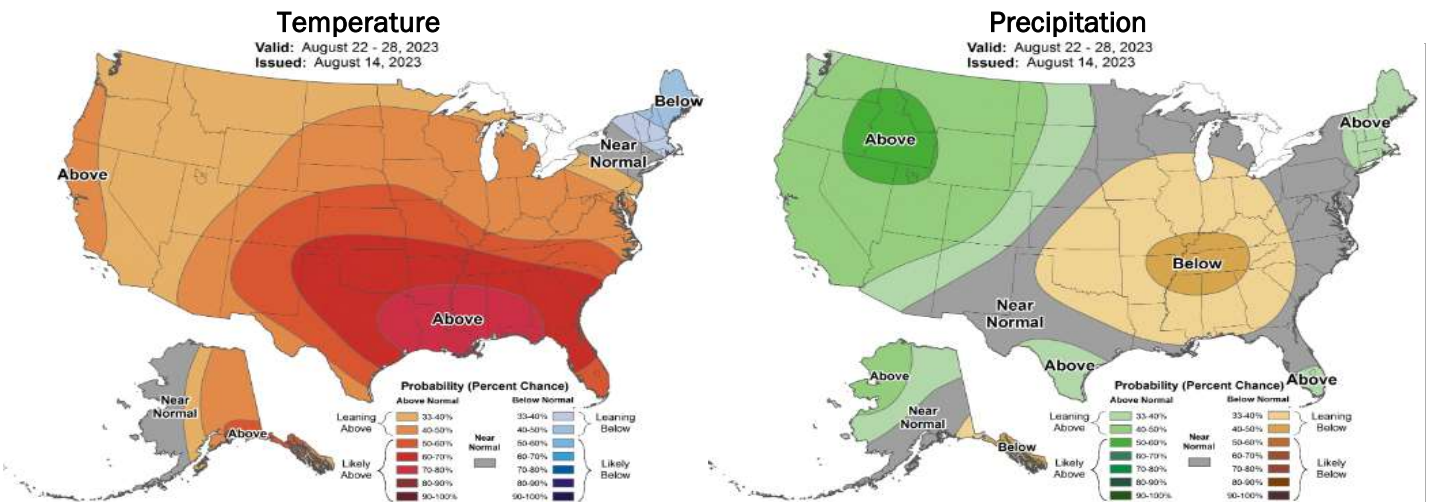 Temperature
Valid: August 22 - 28, 2023
Issued: August 14, 2023
Below
Near
Normal
Above
Above
Near
Normal
Above
Probability (Percent Chance)
Above Normal
Below Normal
Leaning
Above
33-40%
40-50%
50-60%
60-70%
70-80%
80-90%
90-100%
Likely
Above
Near
Normal
33-40%
40-50%
50-60%
60-70%
70-80%
80-90%
90-100%
Leaning
Below
Likely
Below
Precipitation
Valid: August 22 - 28, 2023
Issued: August 14, 2023
Above
Above
Below
Near
Normal
Above
Above
Above
Near
Normal
Below
Probability (Percent Chance)
Above Normal
Below Normal
Leaning
Above
33-40%
40-50%
50-60%
60-70%
70-80%
80-90%
90-100%
Likely
Above
Near
Normal
33-40%
40-50%
50-60%
60-70%
70-80%
80-90%
90-100%
Leaning
Below
Likely
Below